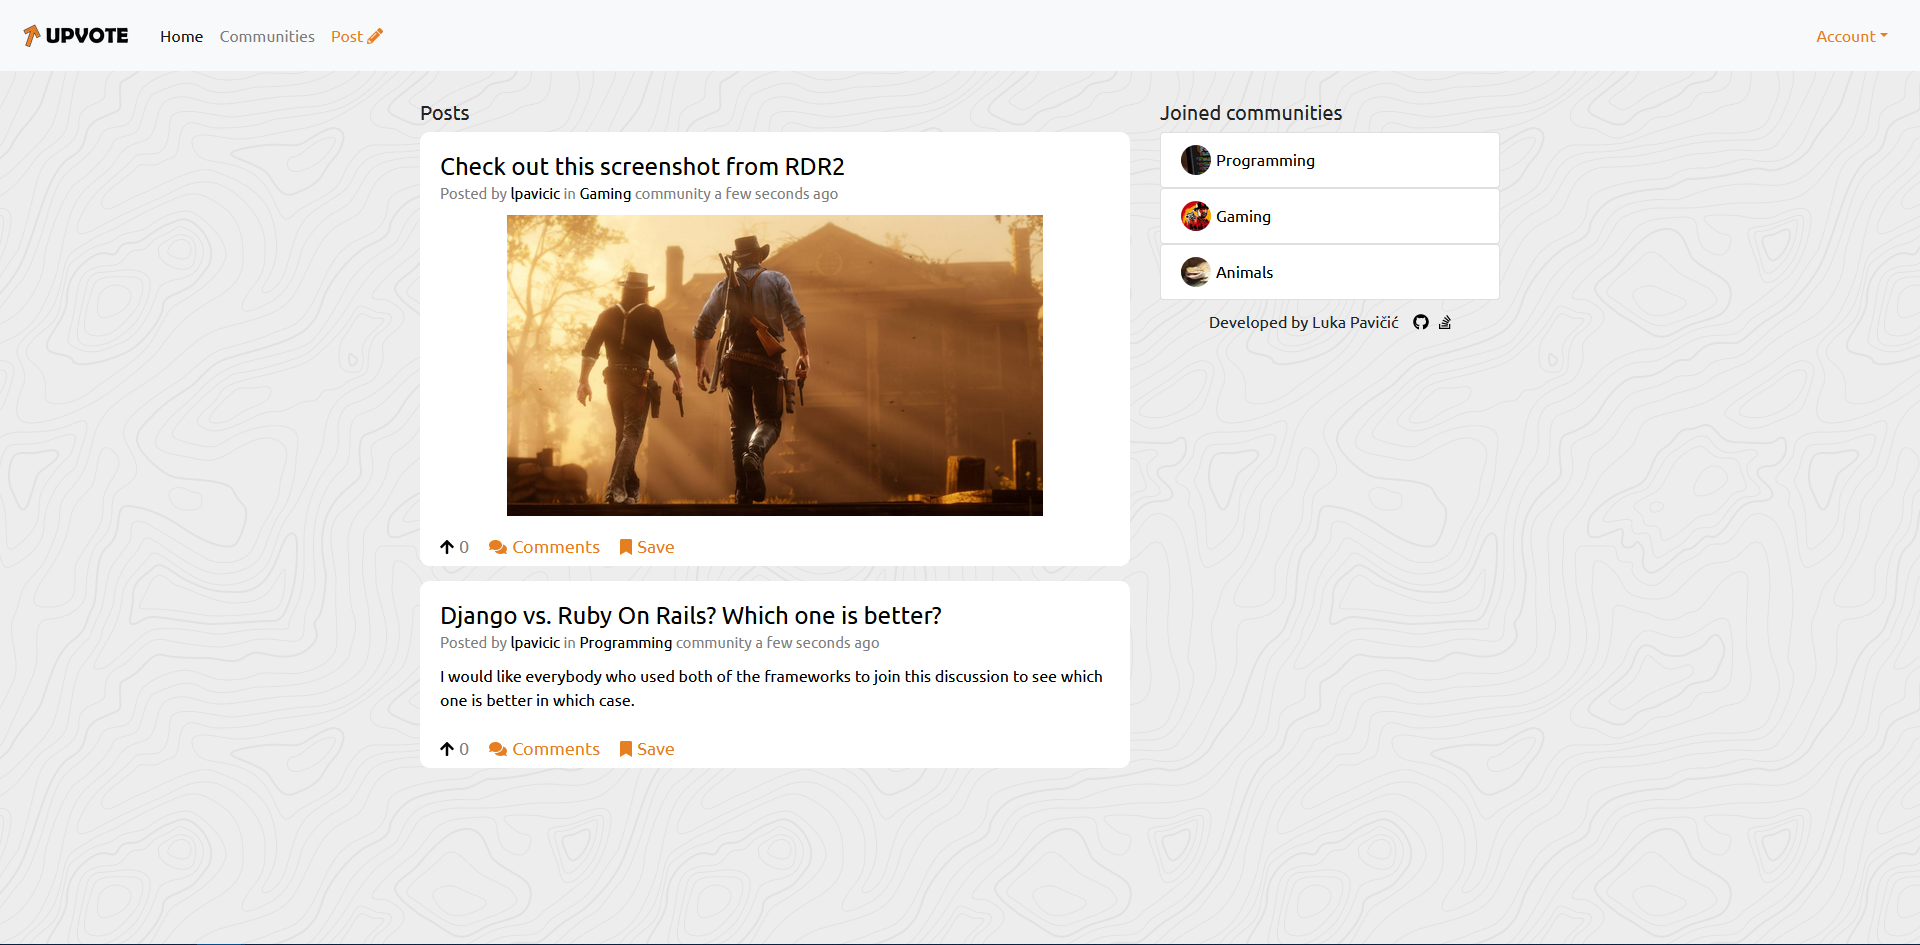 UPVOTE Home Communities Post Account
Posts
Check out this screenshot from RDR2
Posted by lpavicic in Gaming community a few seconds ago
0 Comments Save
Django vs. Ruby On Rails? Which one is better?
Posted by lpavicic in Programming community a few seconds ago
I would like everybody who used both of the frameworks to join this discussion to see which
one is better in which case.
0 Comments Save
Joined communities
Programming
Gaming
Animals
Developed by Luka Pavičić